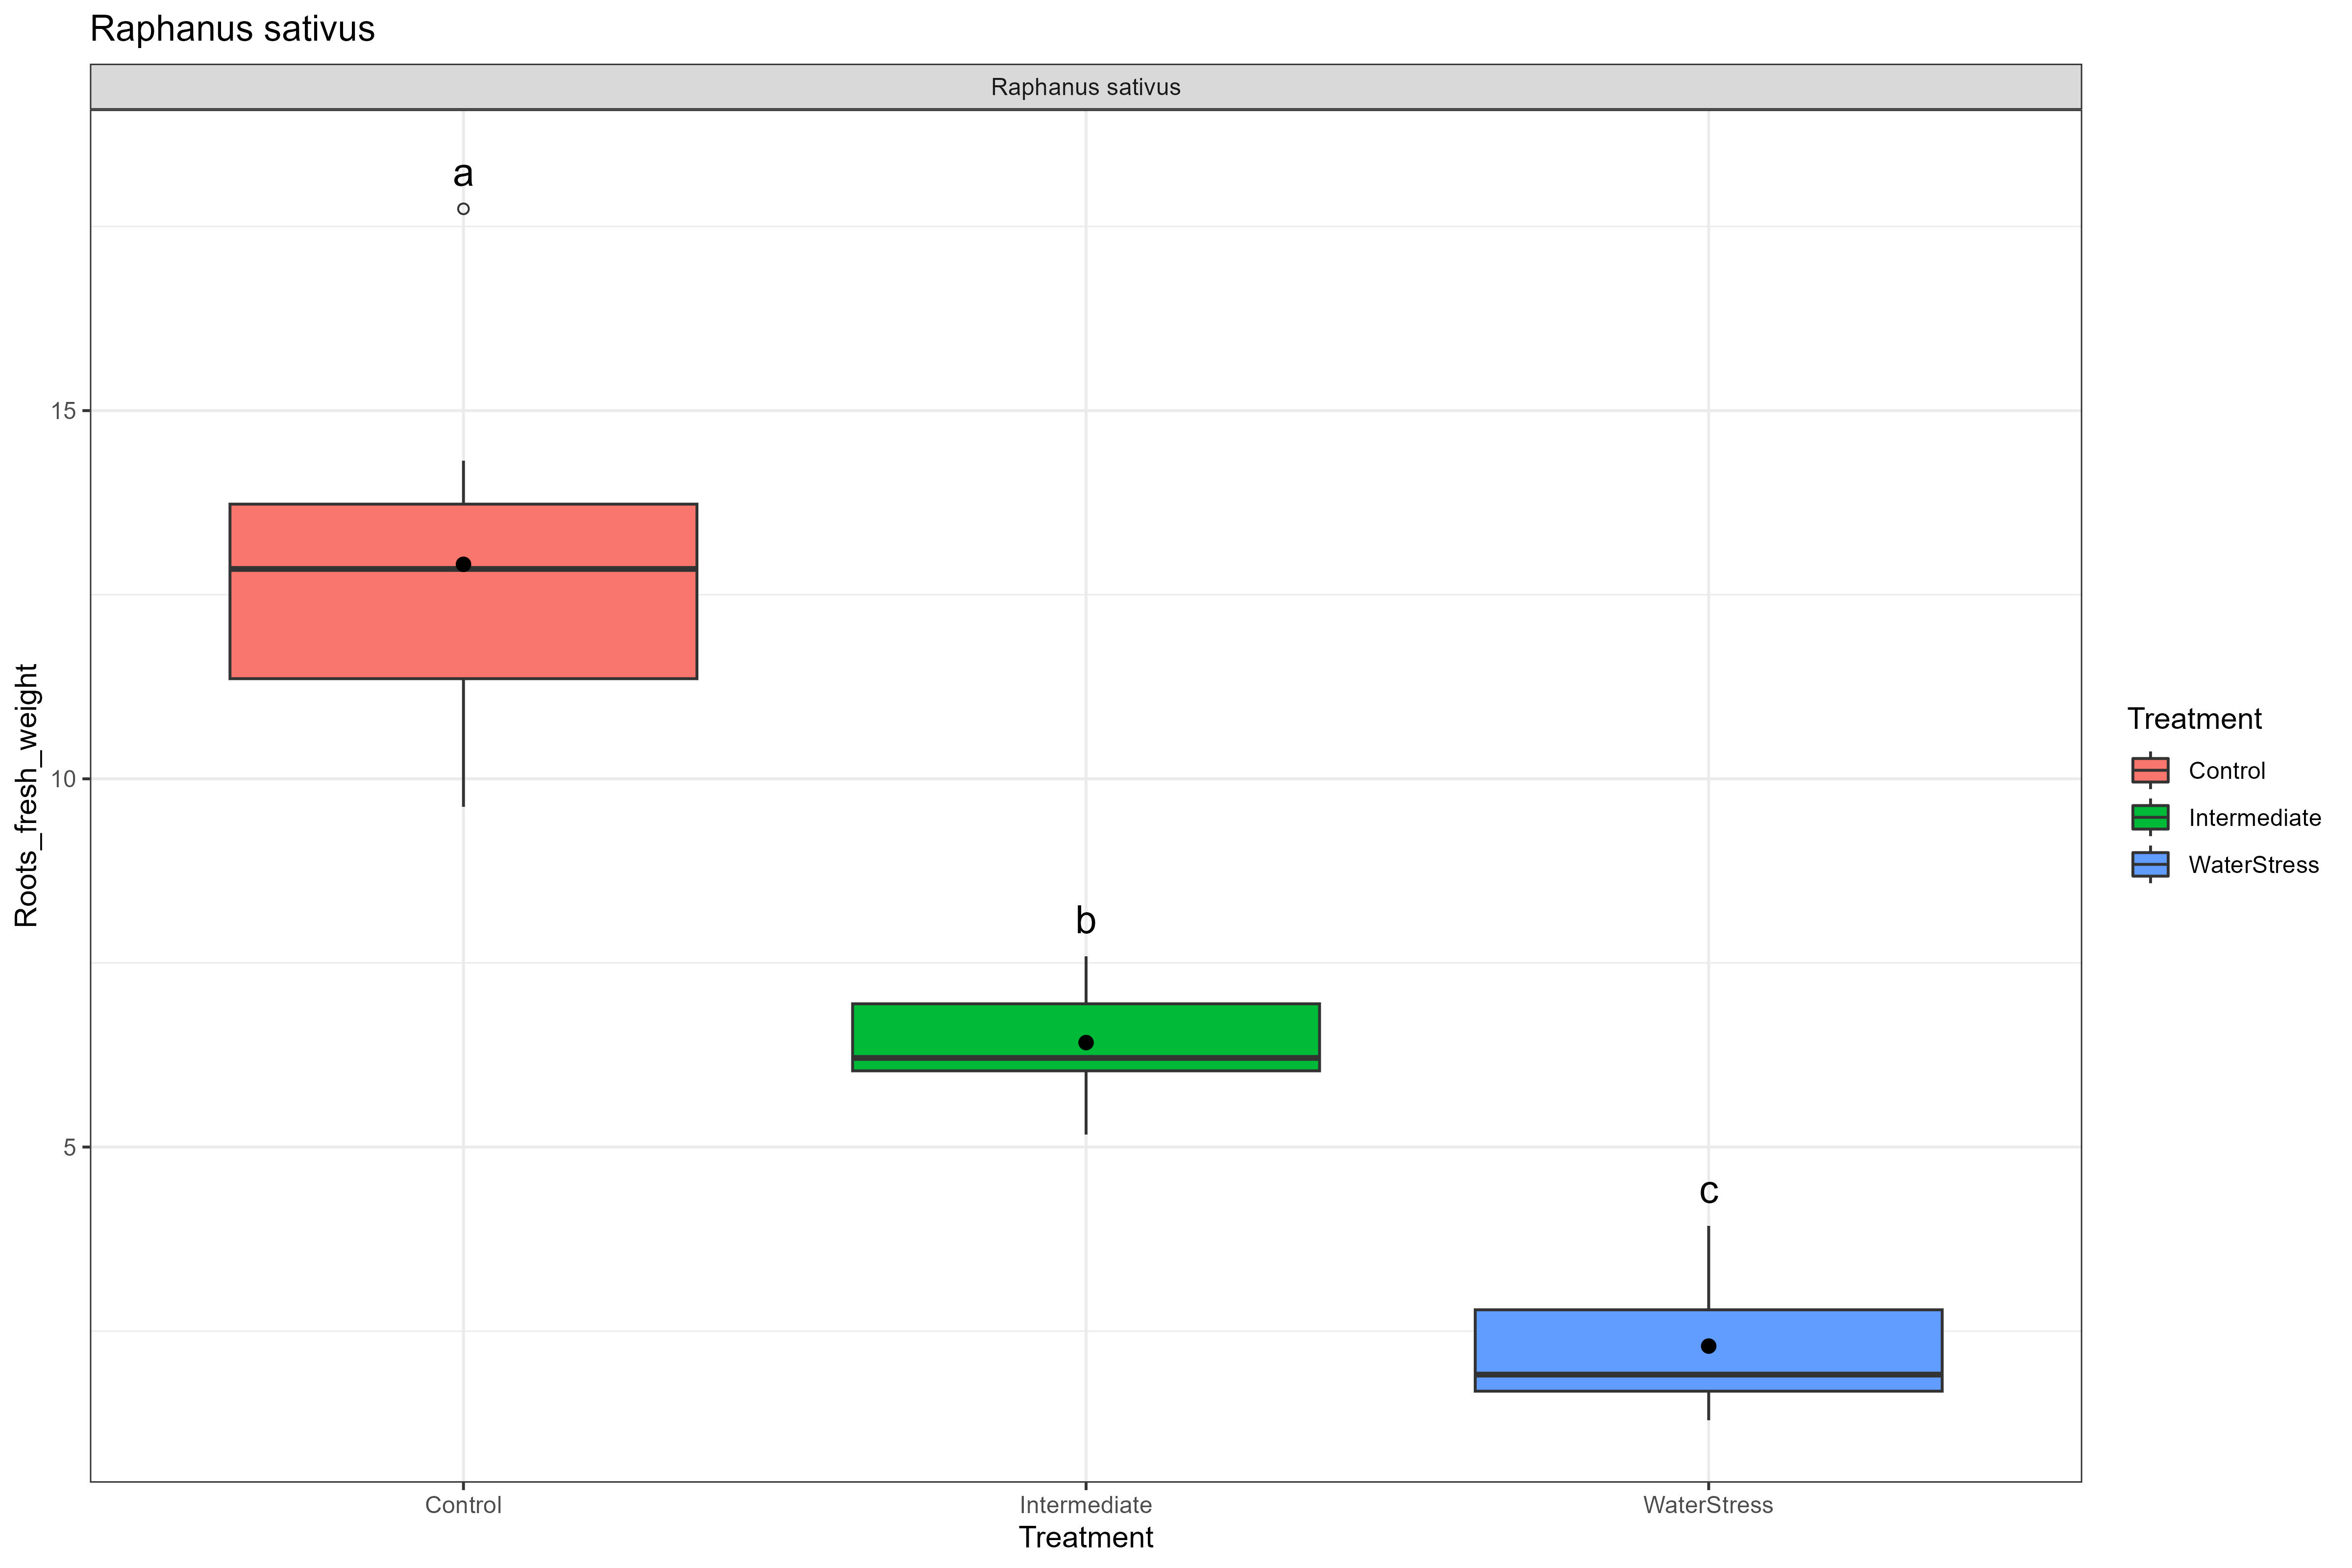 Raphanus sativus
Raphanus sativus
a
15
10
5
b
c
Roots_fresh_weight
Control
Intermediate
WaterStress
Treatment
Treatment
Control
Intermediate
WaterStress